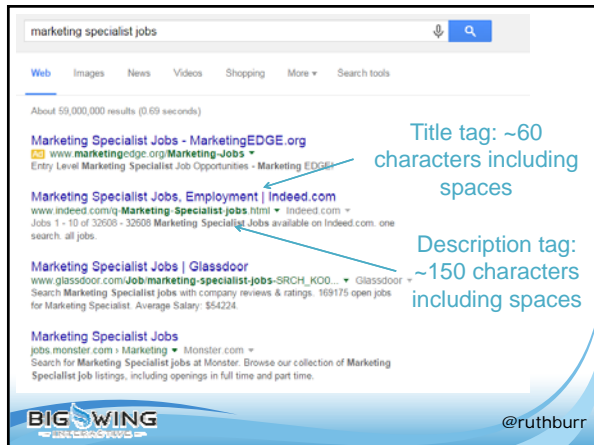 marketing specialist jobs
Web Images News Videos Shopping More Search tools
About 59,000,000 results (0.69 seconds)
Marketing Specialist Jobs - MarketingEDGE.org
Ad www.marketingedge.org/Marketing-Jobs
Entry Level Marketing Specialist Job Opportunities - Marketing EDGE!
Marketing Specialist Jobs, Employment | Indeed.com
www.indeed.com/q-Marketing-Specialist-jobs.html Indeed.com
Jobs 1 - 10 of 32608 - 32608 Marketing Specialist Jobs available on Indeed.com. one
search. all jobs.
Marketing Specialist Jobs | Glassdoor
www.glassdoor.com/Job/marketing-specialist-jobs-SRCH_KO0... Glassdoor
Search Marketing Specialist jobs with company reviews & ratings. 169175 open jobs
for Marketing Specialist. Average Salary: $54224.
Marketing Specialist Jobs
jobs.monster.com › Marketing Monster.com
Search for Marketing Specialist jobs at Monster. Browse our collection of Marketing
Specialist job listings, including openings in full time and part time.
Title tag: ~60
characters including
spaces
Description tag:
~150 characters
including spaces
BIGWING
@ruthburr